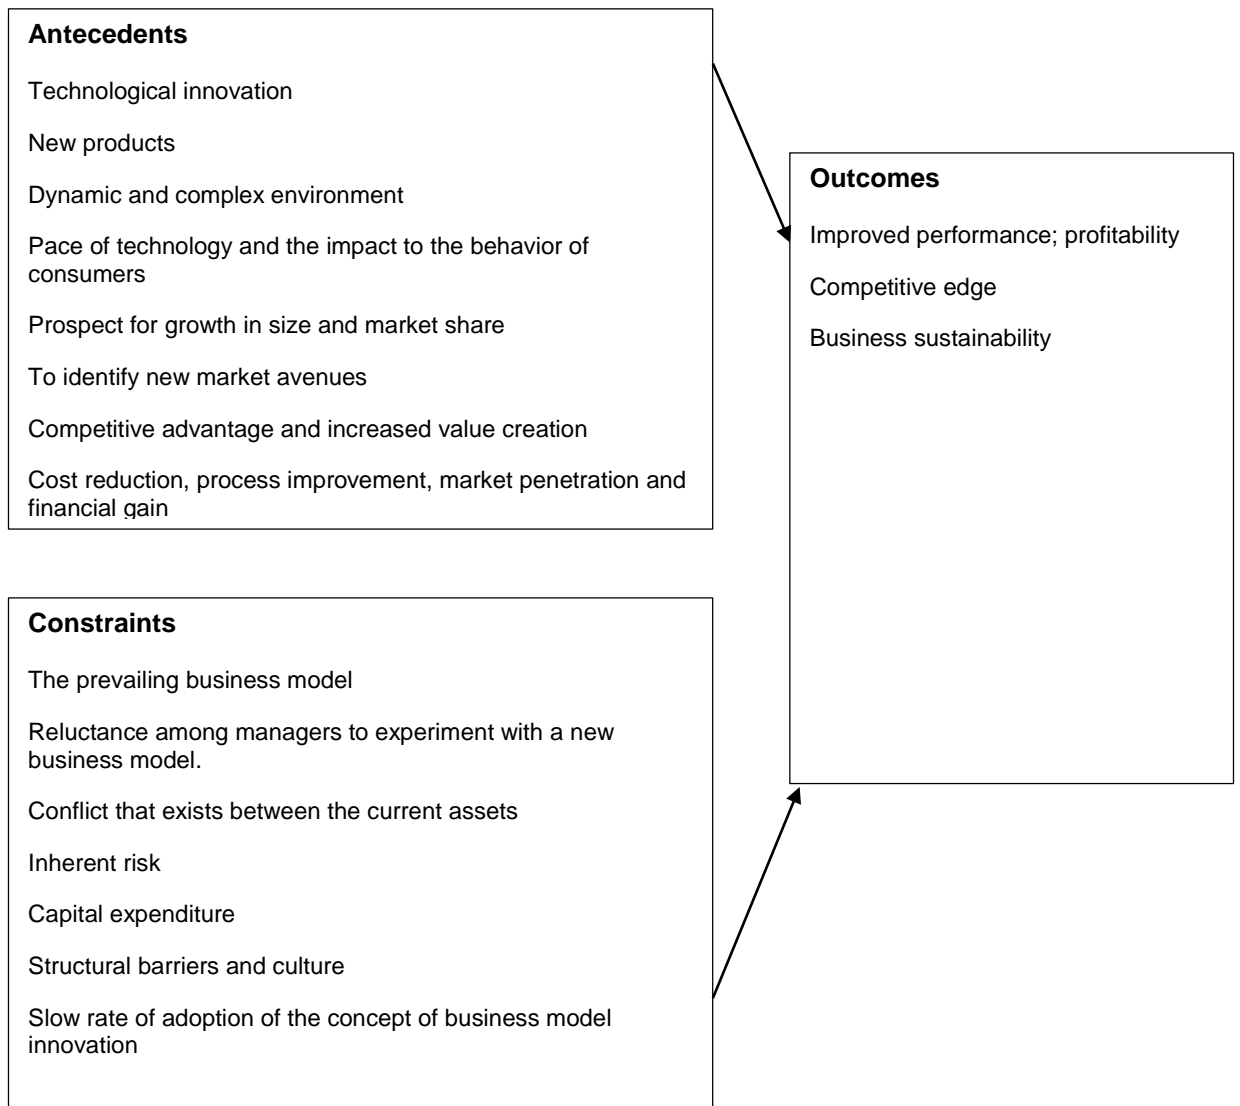 Antecedents
Technological innovation
New products
Dynamic and complex environment
Pace of technology and the impact to the behavior of
consumers
Prospect for growth in size and market share
To identify new market avenues
Competitive advantage and increased value creation
Cost reduction, process improvement, market penetration and
financial gain
Outcomes
Improved performance; profitability
Competitive edge
Business sustainability
Constraints
The prevailing business model
Reluctance among managers to experiment with a new
business model.
Conflict that exists between the current assets
Inherent risk
Capital expenditure
Structural barriers and culture
Slow rate of adoption of the concept of business model
innovation